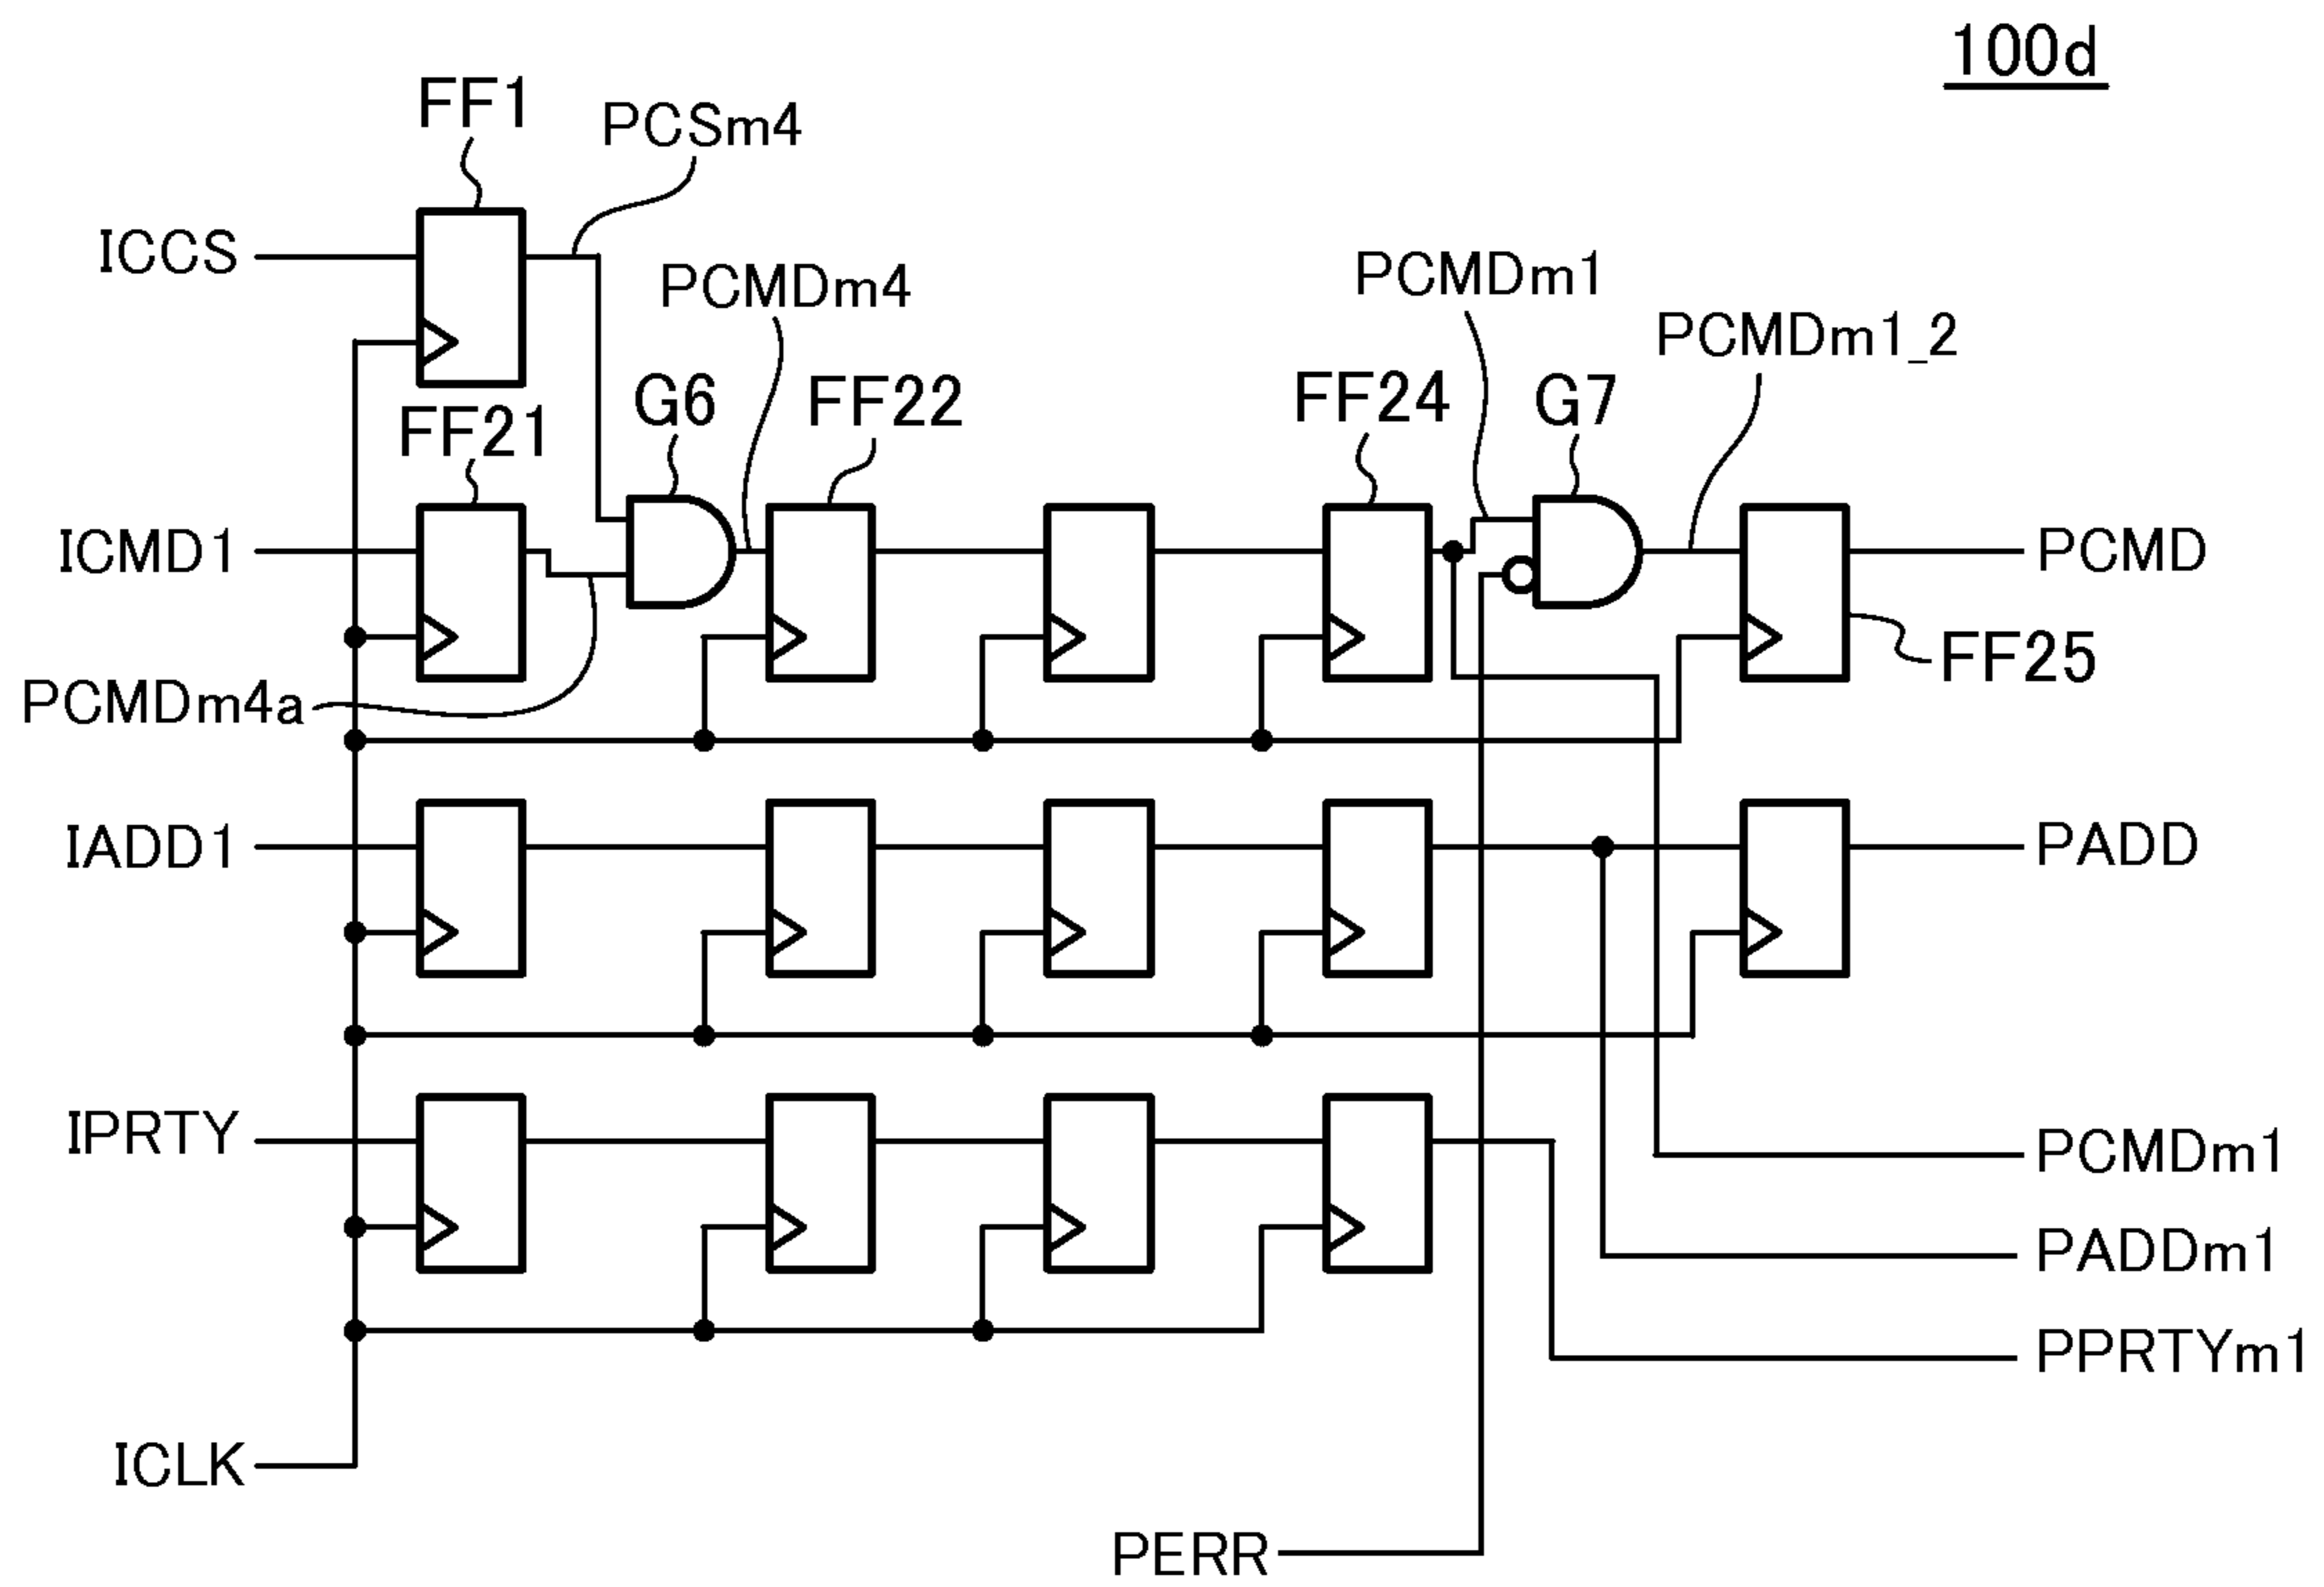 100d
FF1
PCSm4
ICCS
PCMDm4
PCMDm1
PCMDm1_2
FF21
G6
FF22
FF24
G7
ICMD1
PCMD
FF25
PCMDm4a
IADD1
PADD
IPRTY
PCMDm1
PADDm1
PPRTYm1
ICLK
PERR